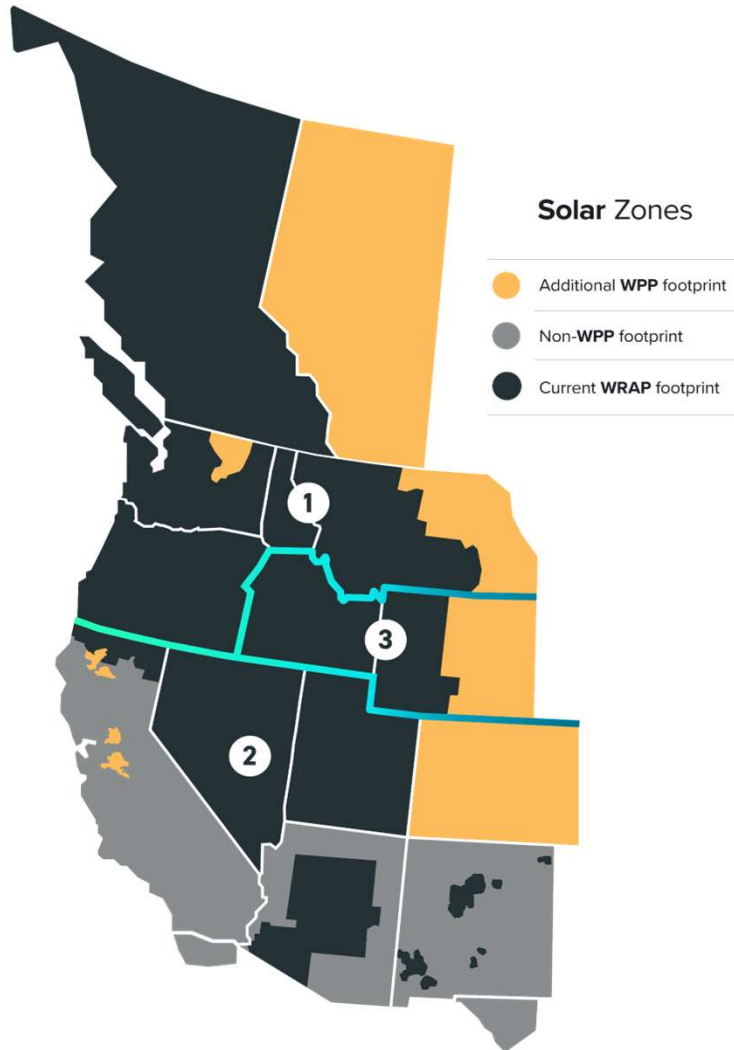 Solar Zones
Additional WPP footprint
Non-WPP footprint
Current WRAP footprint
1
3
2